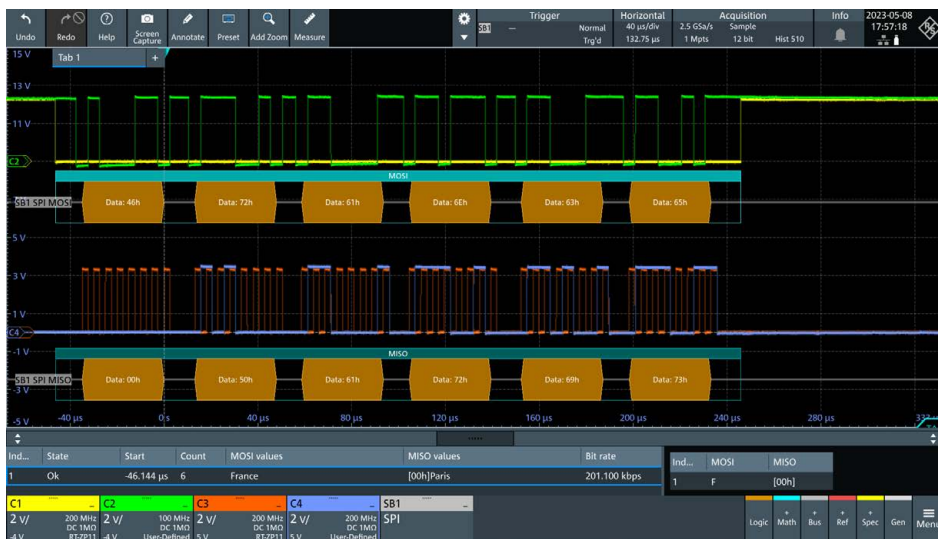 Undo
Redo
Help
Screen Capture
Annotate
Preset
Add Zoom
Measure
Trigger
SB1 — Normal
Trg'd
Horizontal
40 µs/div
132.75 µs
Acquisition
2.5 GSa/s Sample
1 Mpts 12 bit Hist 510
Info
2023-05-08
17:57:18
Tab 1 +
15 V
13 V
11 V
C2
MOSI
SB1 SPI MOSI Data: 46h Data: 72h Data: 61h Data: 6Eh Data: 63h Data: 65h
5 V
3 V
1 V
C4
-1 V
MISO
SB1 SPI MISO Data: 00h Data: 50h Data: 61h Data: 72h Data: 69h Data: 73h
-3 V
-5 V
-40 µs 0 s 40 µs 80 µs 120 µs 160 µs 200 µs 240 µs 280 µs
Ind... State Start Count MOSI values MISO values Bit rate
1 Ok -46.144 µs 6 France [00h]Paris 201.100 kbps
Ind... MOSI MISO
1 F [00h]
C1
2 V/ 200 MHz
DC 1MΩ
-4 V RT-ZP11
C2
2 V/ 100 MHz
DC 1MΩ
-4 V User-Defined
C3
2 V/ 200 MHz
DC 1MΩ
5 V RT-ZP11
C4
2 V/ 200 MHz
DC 1MΩ
5 V User-Defined
SB1
SPI
Logic
+ Math
+ Bus
+ Ref
+ Spec
Gen
Menu